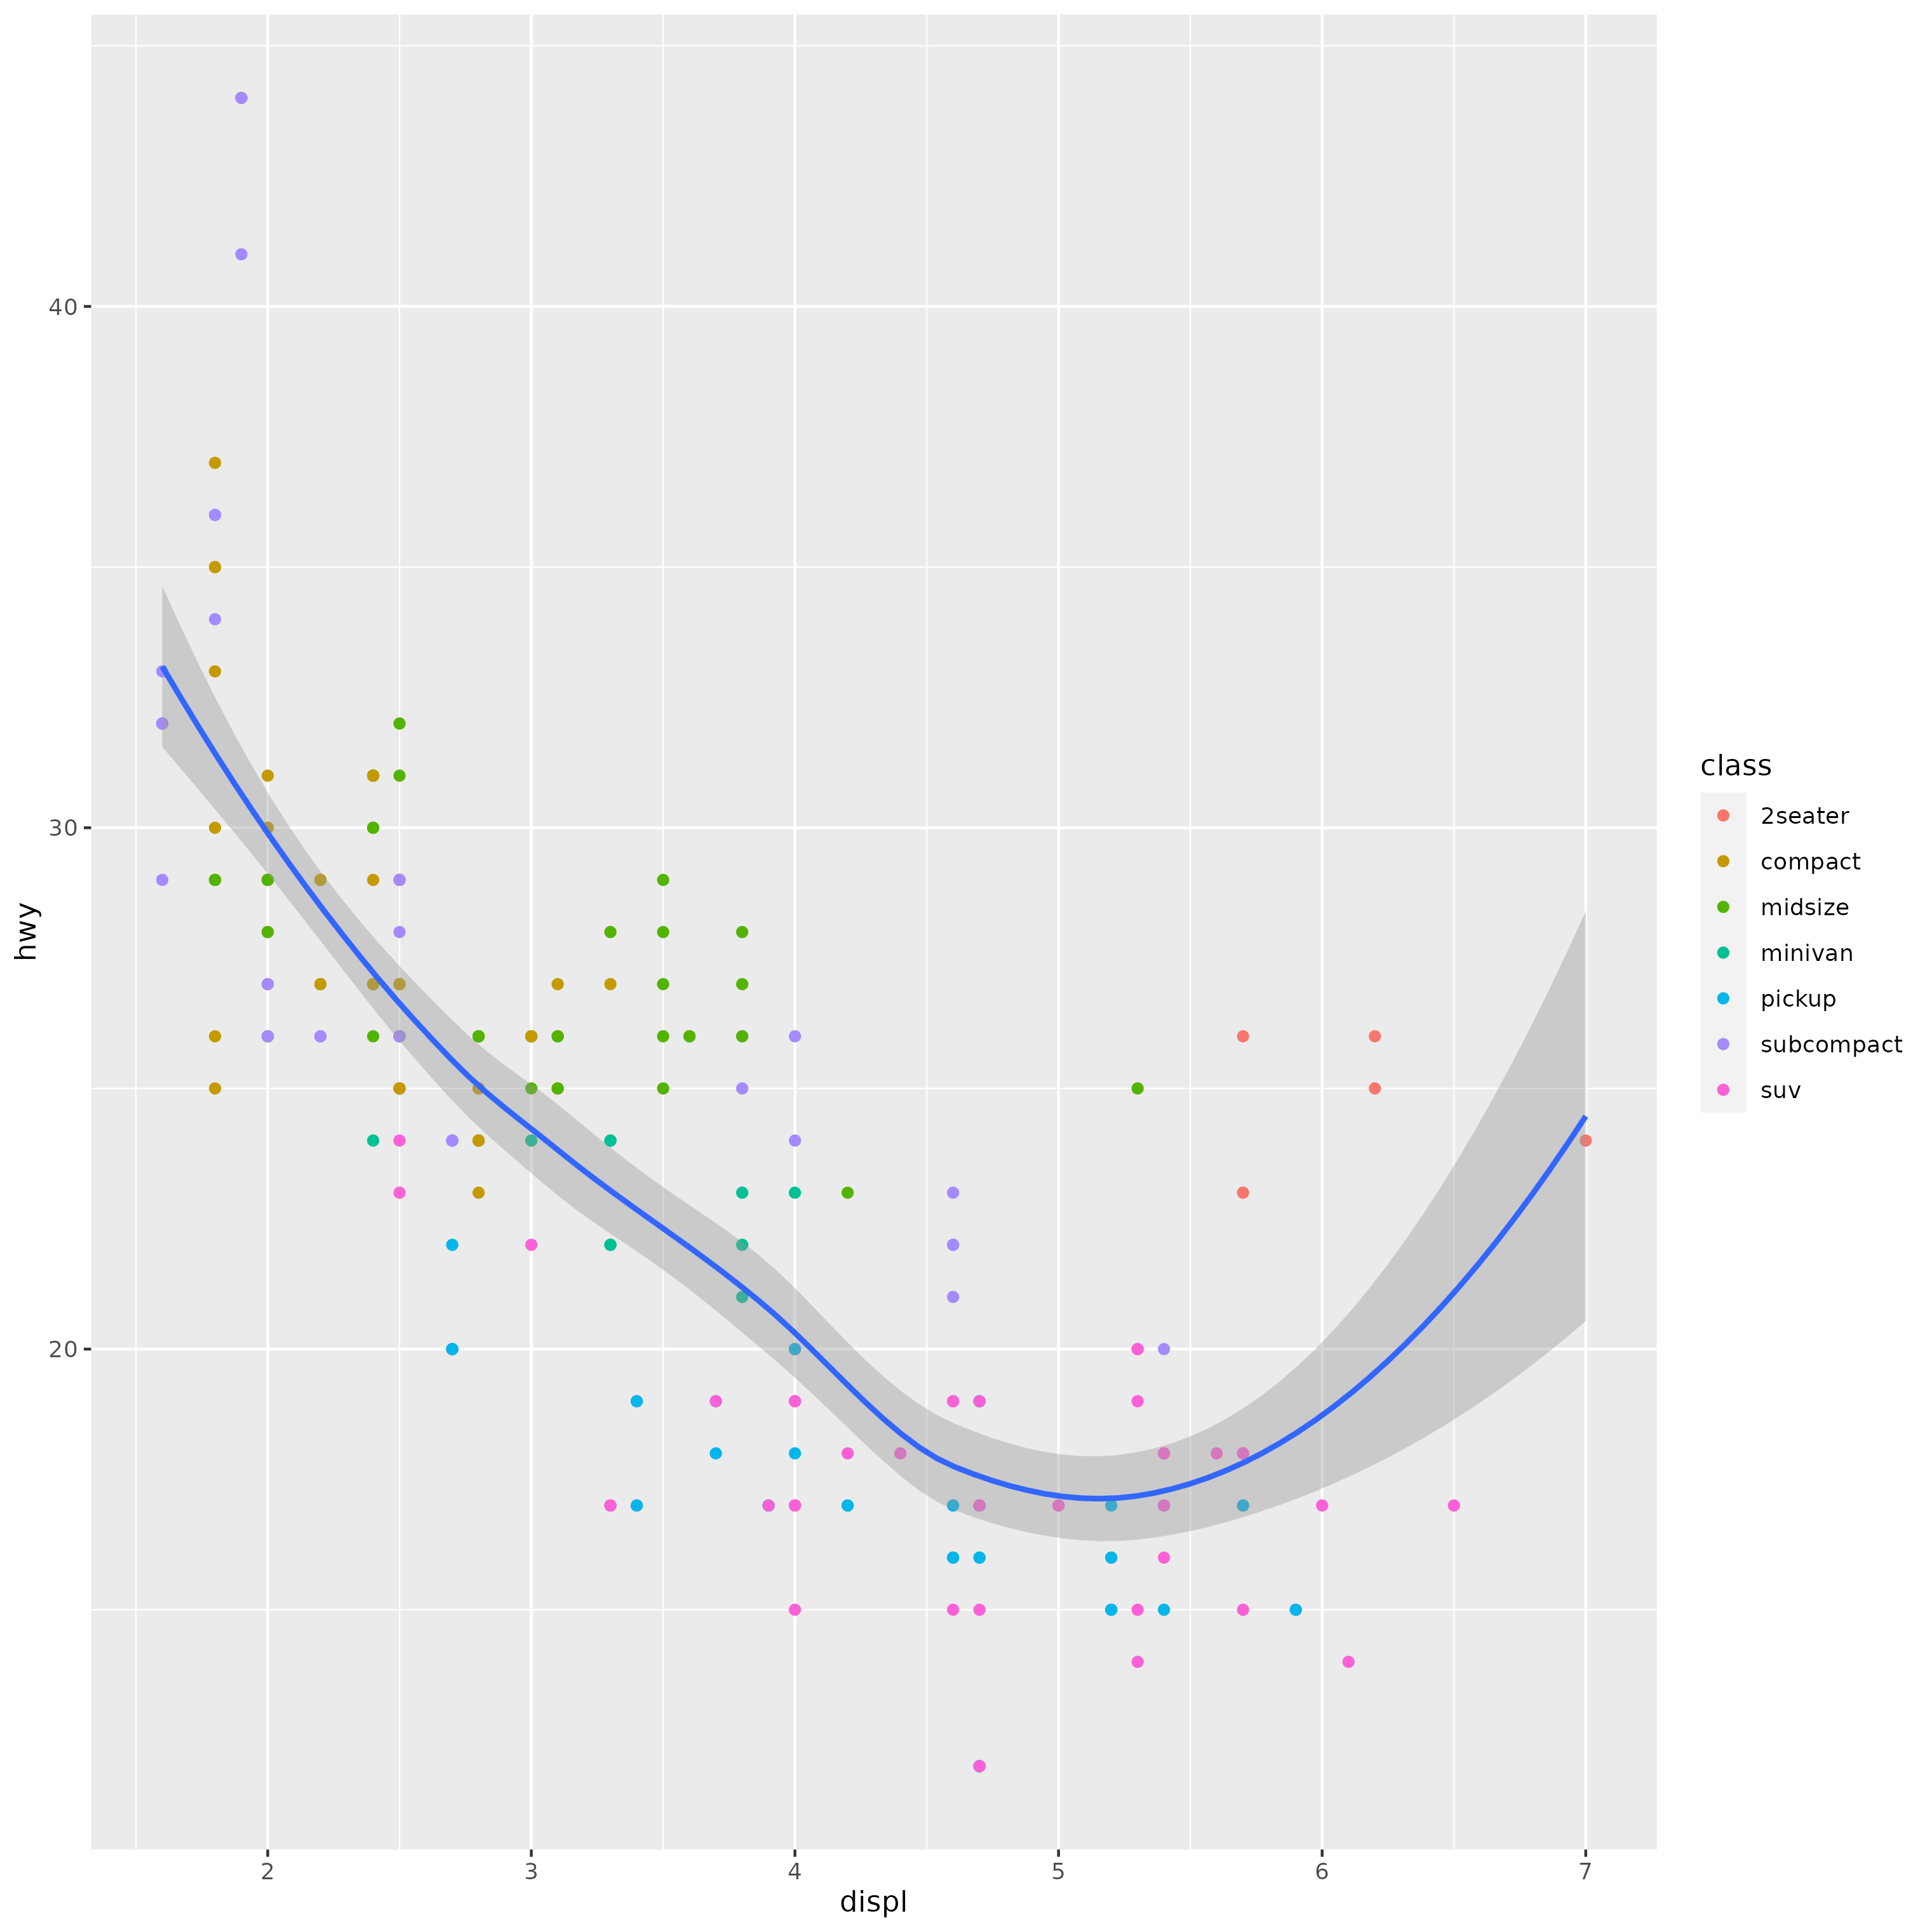 40
30
20
hwy
2 3 4 5 6 7
displ
class
2seater
compact
midsize
minivan
pickup
subcompact
suv